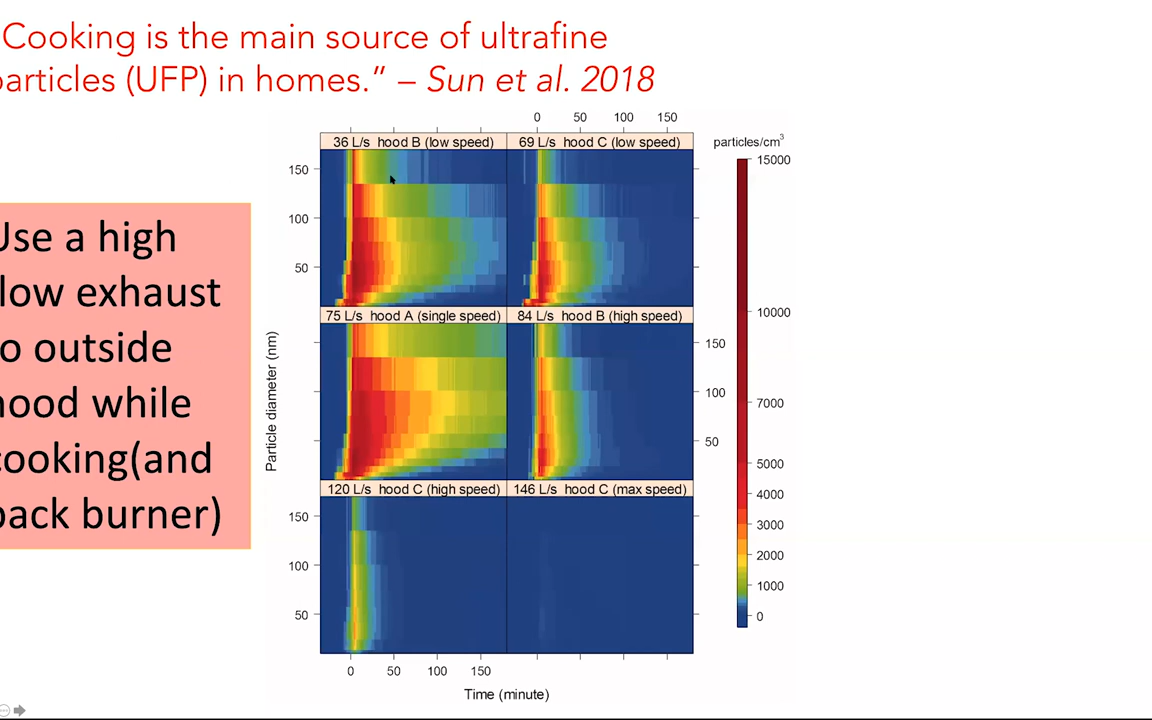 Cooking is the main source of ultrafine
articles (UFP) in homes.” – Sun et al. 2018
Use a high
low exhaust
o outside
hood while
cooking(and
back burner)
0 50 100 150
36 L/s hood B (low speed)
69 L/s hood C (low speed)
150
100
50
75 L/s hood A (single speed)
84 L/s hood B (high speed)
150
100
50
120 L/s hood C (high speed)
146 L/s hood C (max speed)
150
100
50
0 50 100 150
Particle diameter (nm)
Time (minute)
particles/cm³
15000
10000
7000
5000
4000
3000
2000
1000
0